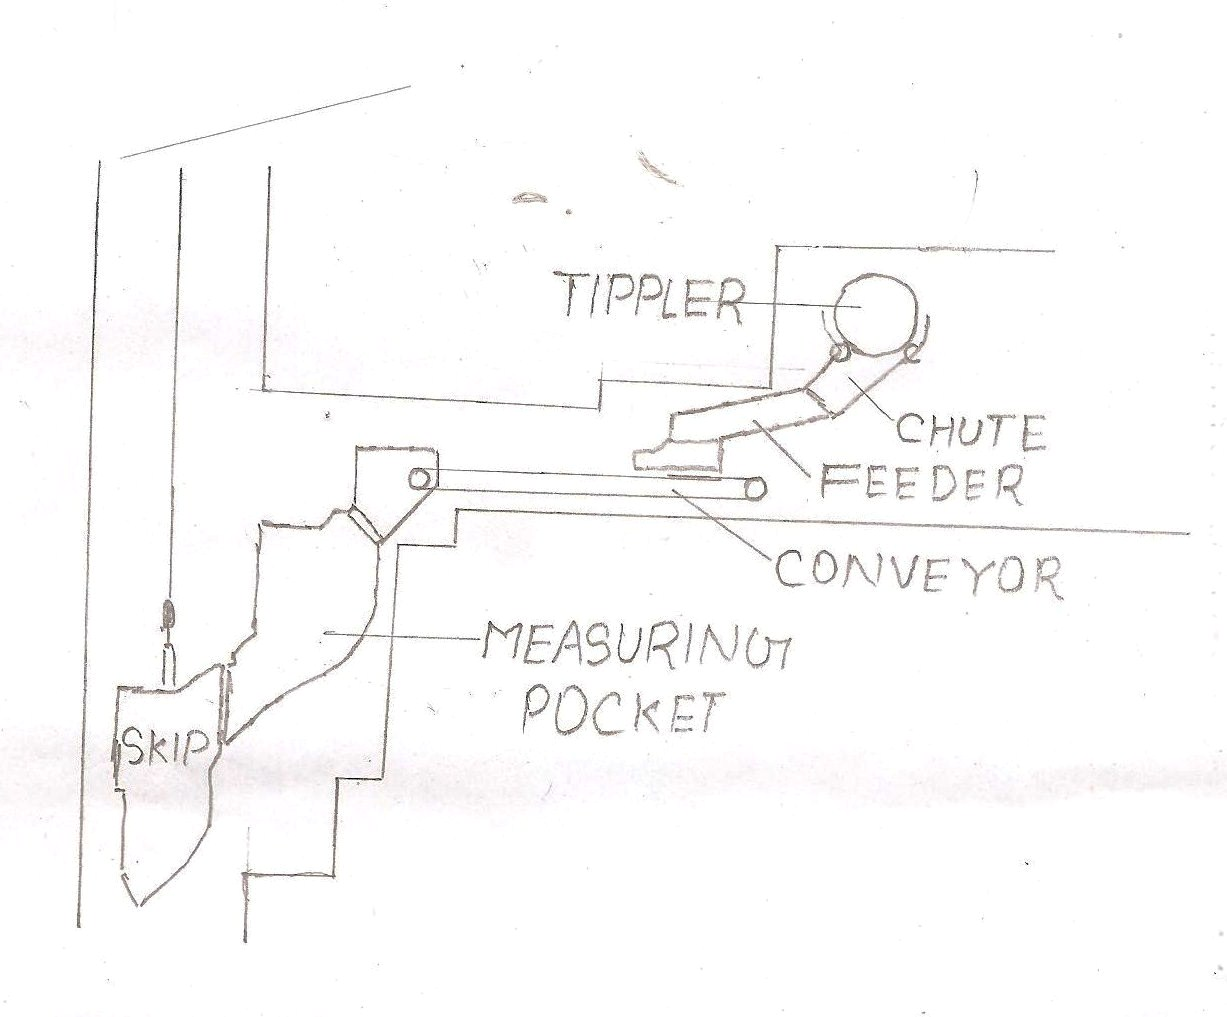 TIPPLER
CHUTE
FEEDER
CONVEYOR
MEASURING
POCKET
SKIP